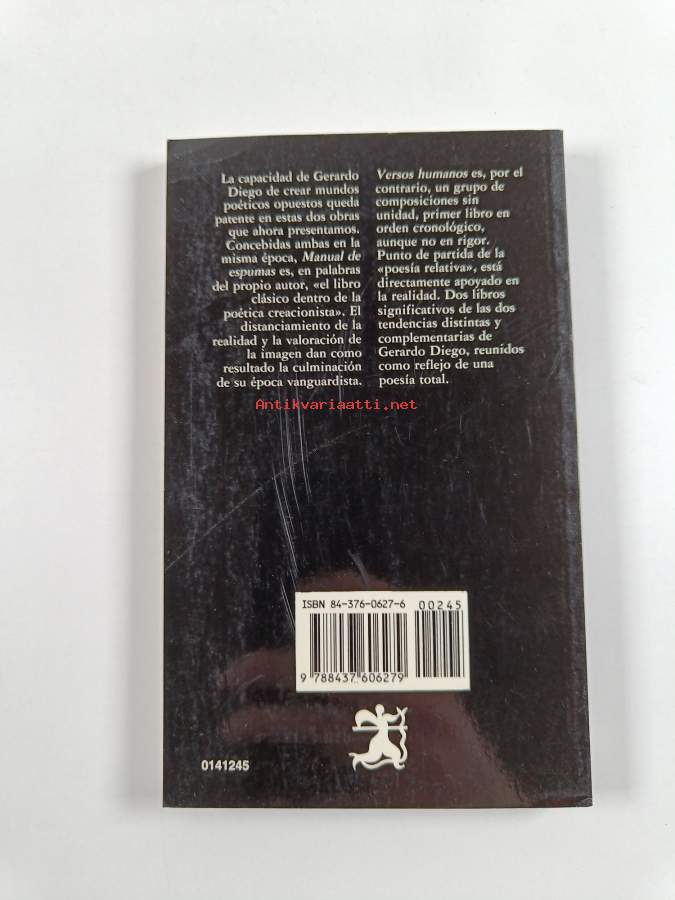 La capacidad de Gerardo
Diego de crear mundos
poéticos opuestos queda
patente en estas dos obras
que ahora presentamos.
Concebidas ambas en la
misma época, Manual de
espumas es, en palabras
del propio autor, «el libro
clásico dentro de la
poética creacionista». El
distanciamiento de la
realidad y la valoración de
la imagen dan como
resultado la culminación
de su época vanguardista.
Versos humanos es, por el
contrario, un grupo de
composiciones sin
unidad, primer libro en
orden cronológico,
aunque no en rigor.
Punto de partida de la
«poesía relativa», está
directamente apoyado en
la realidad. Dos libros
significativos de las dos
tendencias distintas y
complementarias de
Gerardo Diego, reunidos
como reflejo de una
poesía total.
Antikvariaatti.net
ISBN 84-376-0627-6
00245
9 788437 606279
0141245